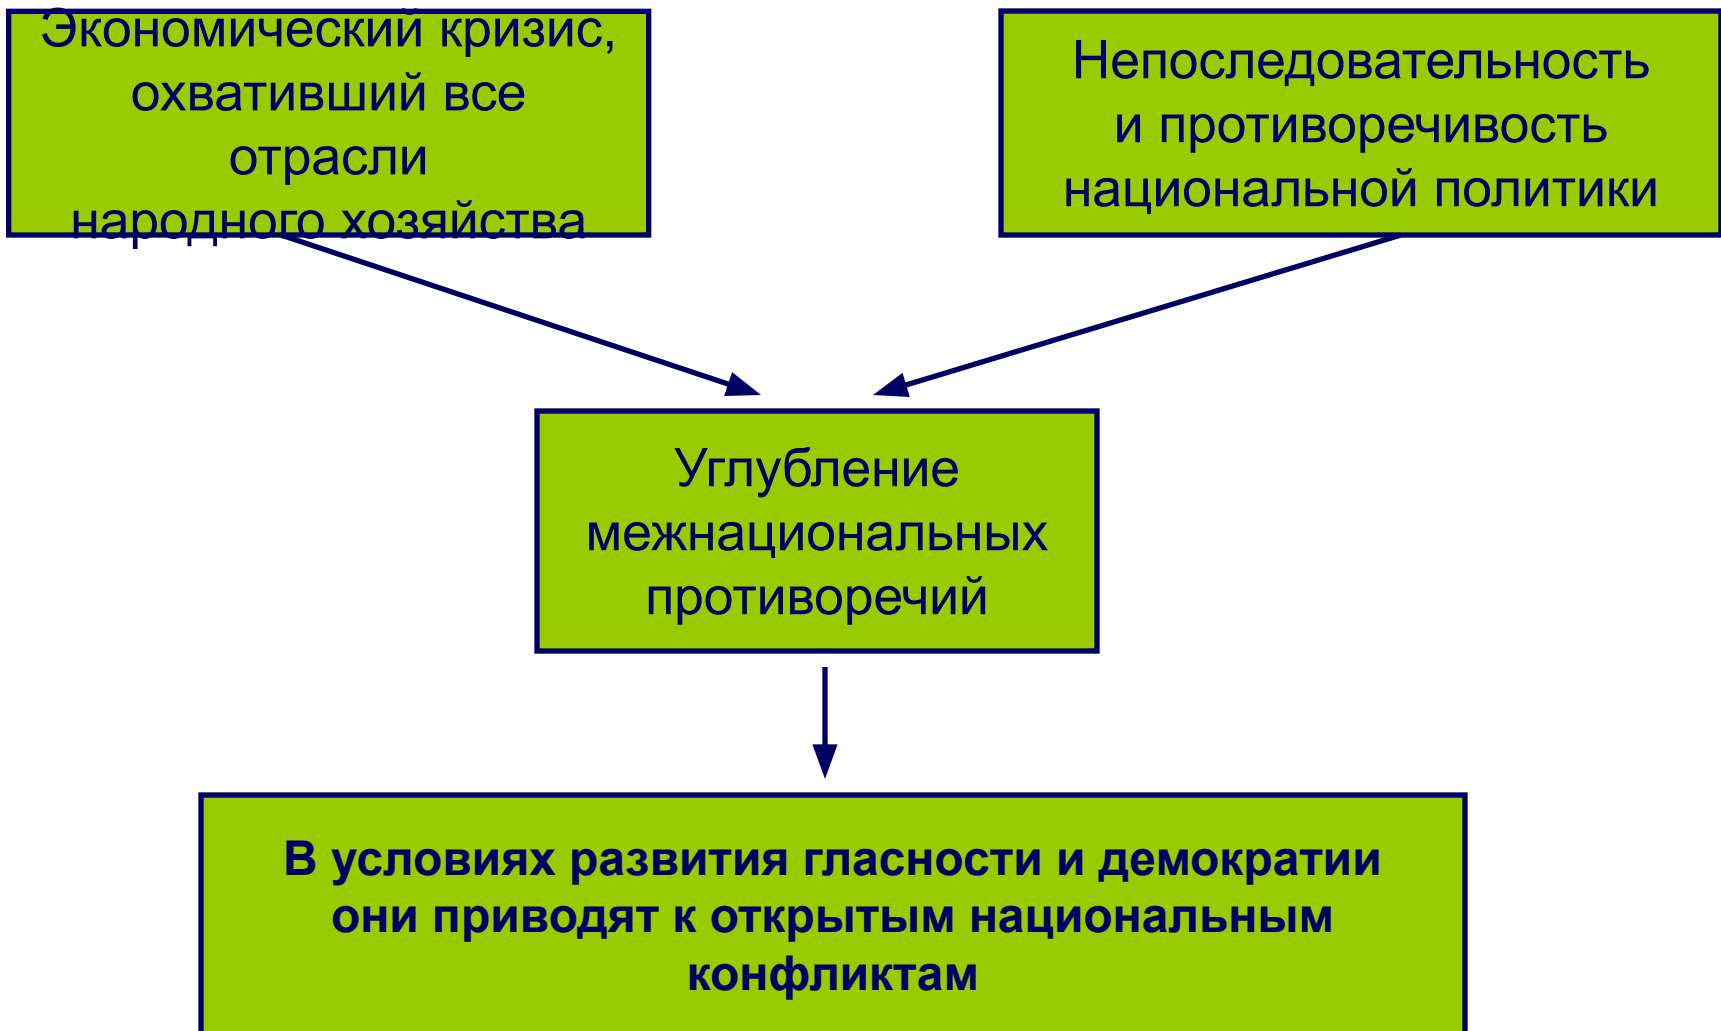 Экономический кризис,
охвативший все
отрасли
народного хозяйства
Непоследовательность
и противоречивость
национальной политики
Углубление
межнациональных
противоречий
В условиях развития гласности и демократии
они приводят к открытым национальным
конфликтам